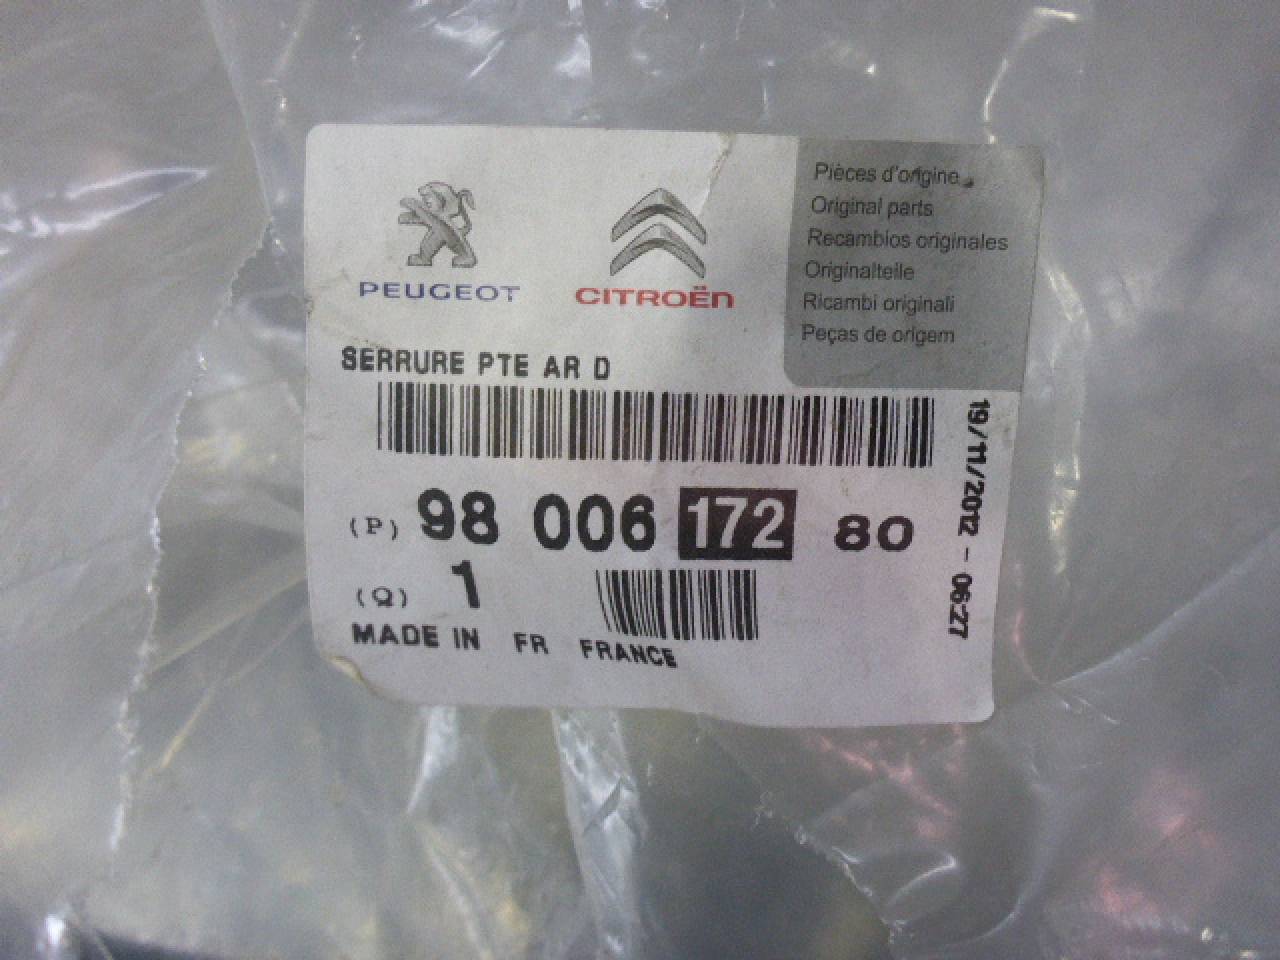 PEUGEOT
CITROËN
Pièces d'origine
Original parts
Recambios originales
Originalteile
Ricambi originali
Peças de origem
SERRURE PTE AR D
(P) 98 006 172 80
(Q) 1
MADE IN FR FRANCE
19/11/2012 - 06:27